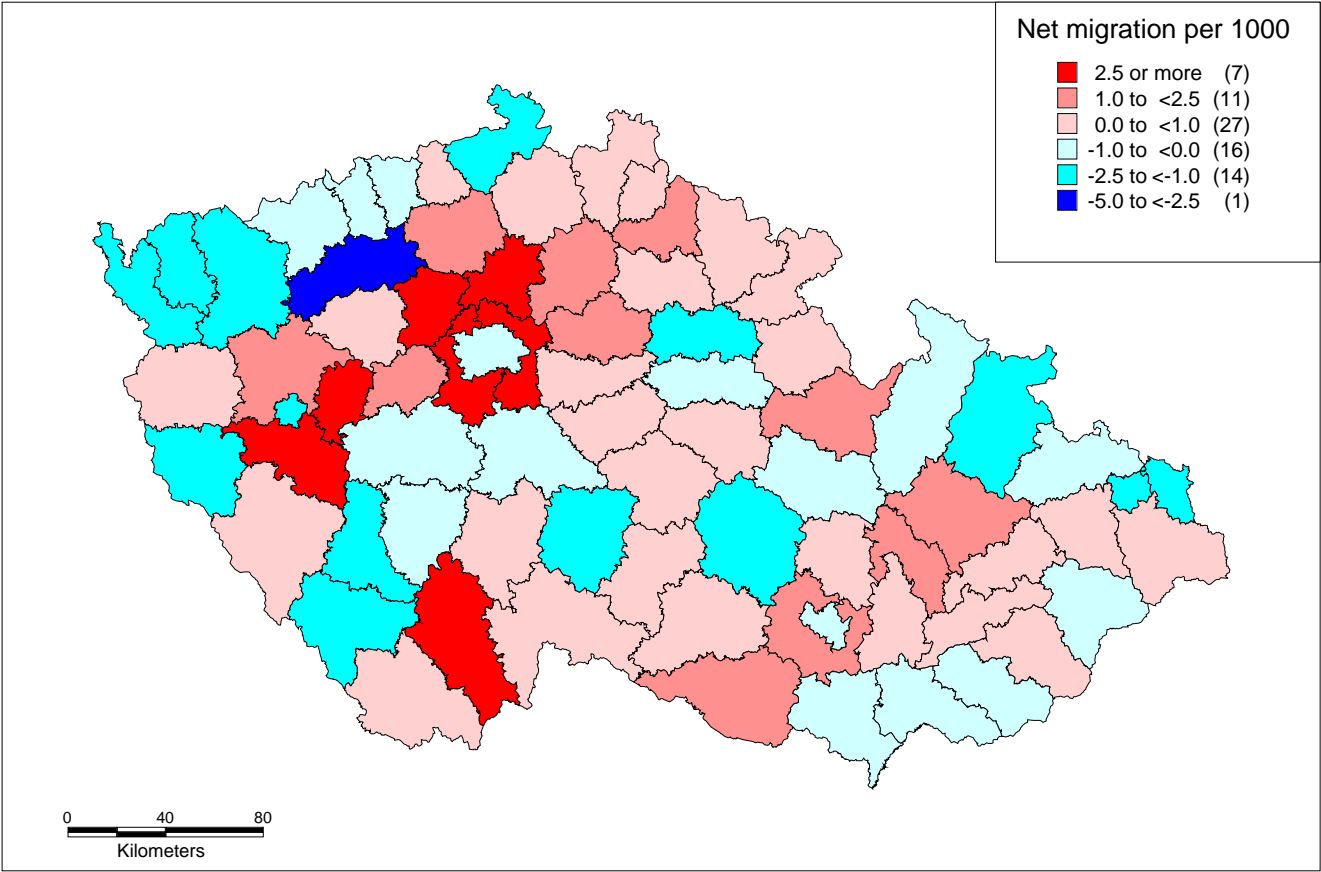 Net migration per 1000
2.5 or more (7)
1.0 to <2.5 (11)
0.0 to <1.0 (27)
-1.0 to <0.0 (16)
-2.5 to <-1.0 (14)
-5.0 to <-2.5 (1)
0 40 80
Kilometers